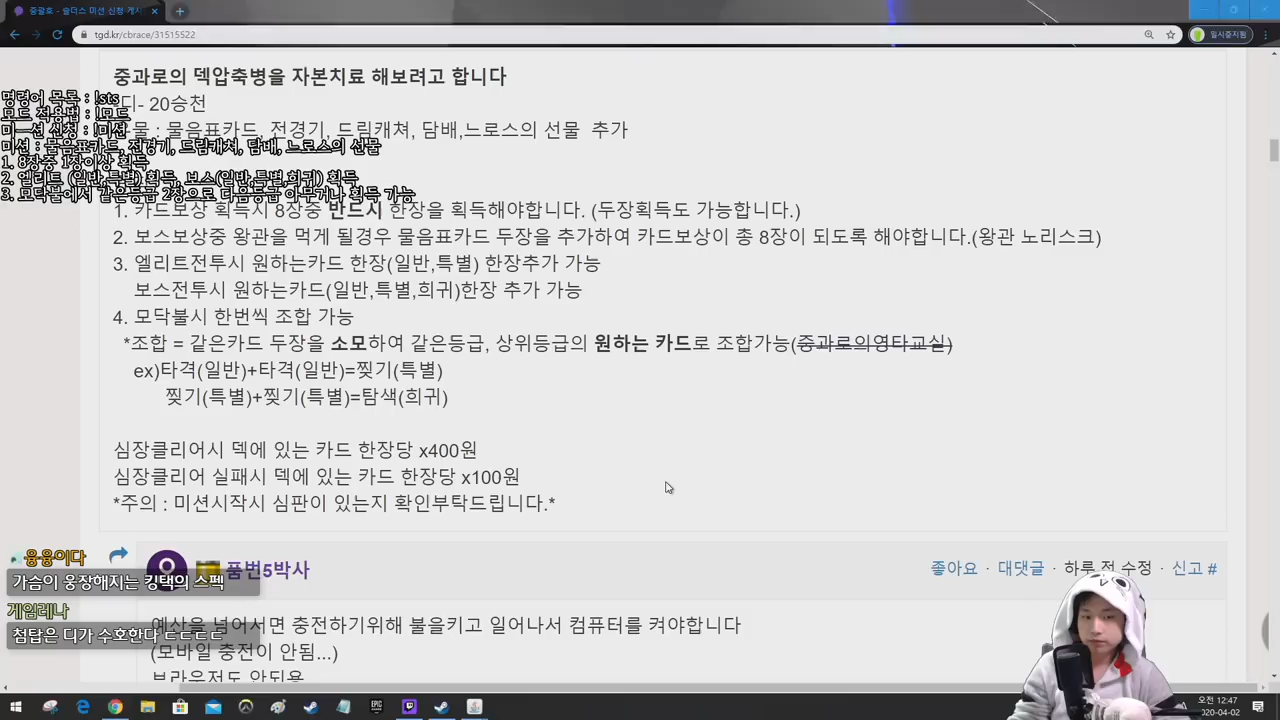 중괄호 - 슬더스 미션 신청 게시
tgd.kr/cbrace/31515522
일시중지됨
중과로의 덱압축병을 자본치료 해보려고 합니다
디- 20승천
물 : 물음표카드, 전경기, 드림캐쳐, 담배,느로스의 선물 추가
명령어 목록 : !sts
모드 적용법 : !모드
미션 신청 : !미션
미션 : 물음표카드, 전경기, 드림캐쳐, 담배, 느로스의 선물
1. 8장중 1장이상 획득
2. 엘리트 (일반,특별) 획득, 보스(일반,특별,희귀) 획득
3. 모닥불에서 같은등급 2장으로 다음등급 아무거나 획득 가능
1. 카드보상 획득시 8장중 반드시 한장을 획득해야합니다. (두장획득도 가능합니다.)
2. 보스보상중 왕관을 먹게 될경우 물음표카드 두장을 추가하여 카드보상이 총 8장이 되도록 해야합니다.(왕관 노리스크)
3. 엘리트전투시 원하는카드 한장(일반,특별) 한장추가 가능
보스전투시 원하는카드(일반,특별,희귀)한장 추가 가능
4. 모닥불시 한번씩 조합 가능
*조합 = 같은카드 두장을 소모하여 같은등급, 상위등급의 원하는 카드로 조합가능(중과로의영타교실)
ex)타격(일반)+타격(일반)=찢기(특별)
찢기(특별)+찢기(특별)=탐색(희귀)
심장클리어시 덱에 있는 카드 한장당 x400원
심장클리어 실패시 덱에 있는 카드 한장당 x100원
*주의 : 미션시작시 심판이 있는지 확인부탁드립니다.*
품번5박사
좋아요 · 대댓글 · 하루 전 수정 · 신고 #
예산을 넘어서면 충전하기위해 불을키고 일어나서 컴퓨터를 켜야합니다
(모바일 충전이 안됨...)
브라우저도 안되용
융융이다
가슴이 웅장해지는 킹택의 스펙
게임레나
첨탑은 디가 수호한다 ㄷㄷㄷㄷ
EPIC
오전 12:47
2020-04-02